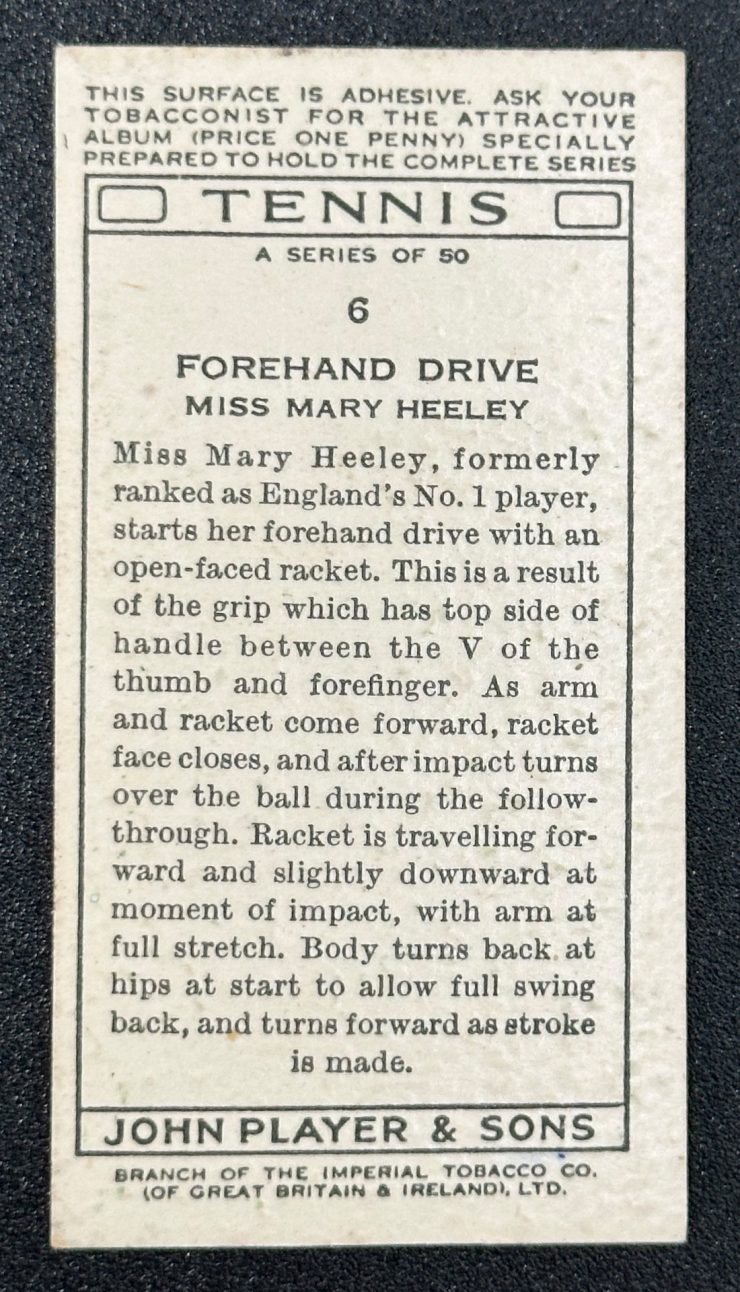 THIS SURFACE IS ADHESIVE. ASK YOUR
TOBACCONIST FOR THE ATTRACTIVE
ALBUM (PRICE ONE PENNY) SPECIALLY
PREPARED TO HOLD THE COMPLETE SERIES
TENNIS
A SERIES OF 50
6
FOREHAND DRIVE
MISS MARY HEELEY
Miss Mary Heeley, formerly
ranked as England's No. 1 player,
starts her forehand drive with an
open-faced racket. This is a result
of the grip which has top side of
handle between the V of the
thumb and forefinger. As arm
and racket come forward, racket
face closes, and after impact turns
over the ball during the follow-
through. Racket is travelling for-
ward and slightly downward at
moment of impact, with arm at
full stretch. Body turns back at
hips at start to allow full swing
back, and turns forward as stroke
is made.
JOHN PLAYER & SONS
BRANCH OF THE IMPERIAL TOBACCO CO.
(OF GREAT BRITAIN & IRELAND), LTD.